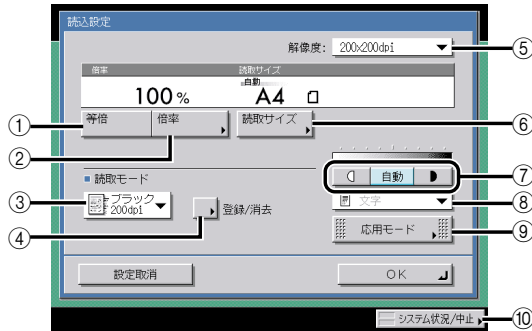 読込設定
解像度: 200x200dpi ⑤
倍率 読取サイズ
自動
100% A4
① 等倍 倍率 読取サイズ ⑥
②
読取モード
自動 ⑦
③ ブラック 200dpi
④ 登録/消去
文字 ⑧
応用モード ⑨
設定取消 OK
システム状況/中止 ⑩